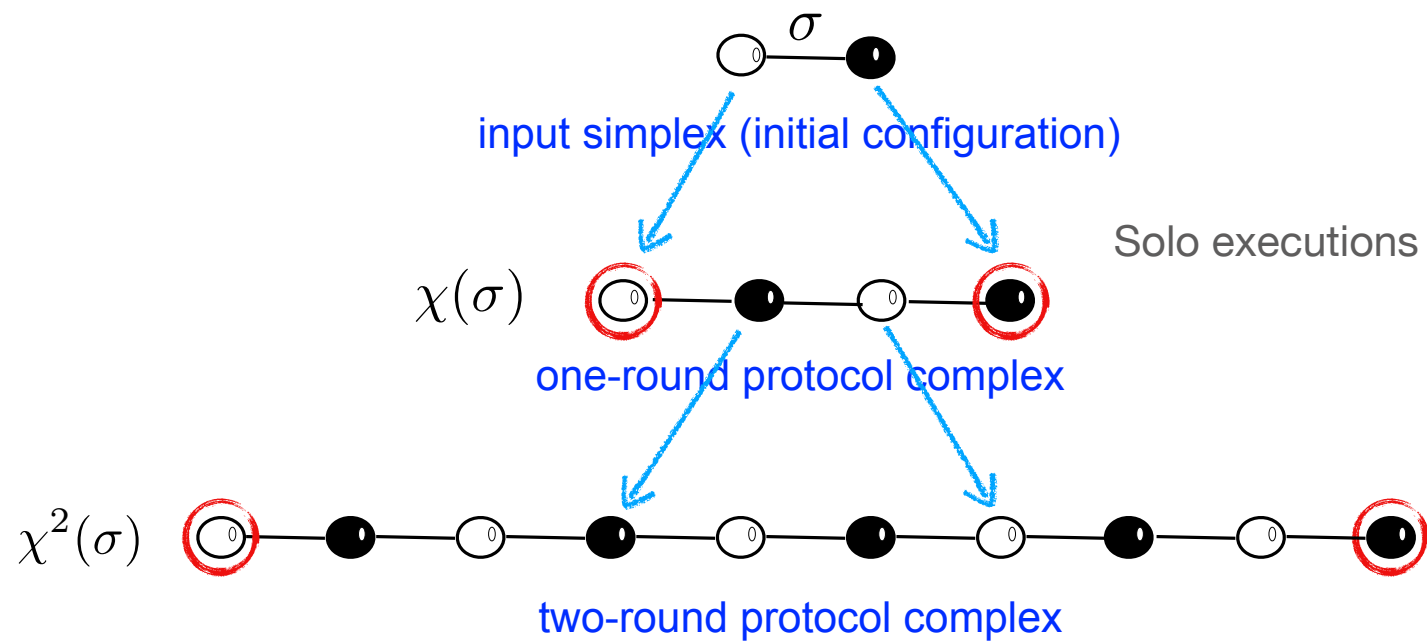 σ
input simplex (initial configuration)
Solo executions
χ(σ)
one-round protocol complex
χ²(σ)
two-round protocol complex